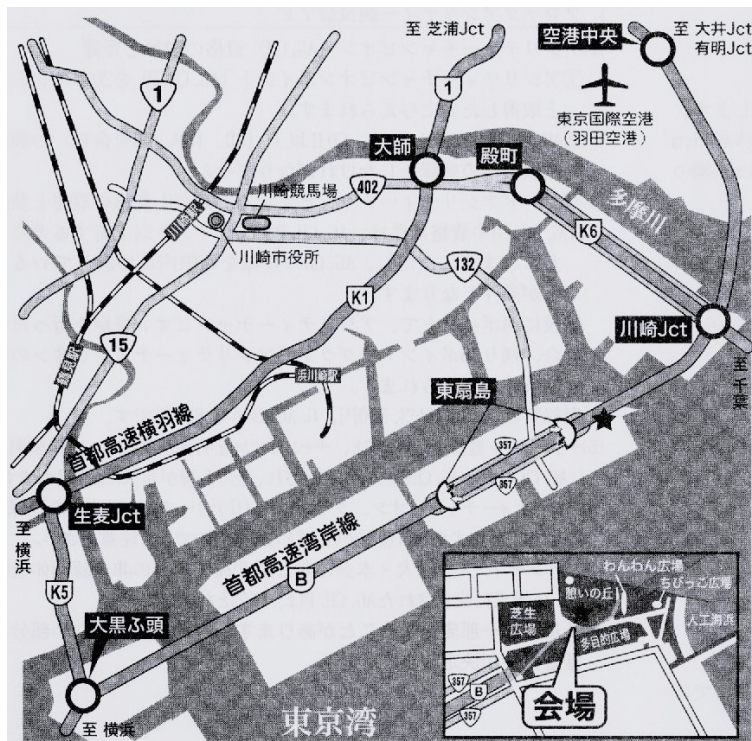 至 芝浦Jct
空港中央
至 大井Jct
有明Jct
1
1
東京国際空港
(羽田空港)
大師
殿町
402
川崎競馬場
川崎駅
川崎市役所
多摩川
K6
132
K1
川崎Jct
15
鶴見駅
浜川崎駅
至 千葉
東扇島
首都高速横羽線
357
357
生麦Jct
至 横浜
首都高速湾岸線
B
K5
大黒ふ頭
至 横浜
東京湾
わんわん広場
憩いの丘
ちびっこ広場
芝生
広場
人工海浜
多目的広場
357
B
357
会場